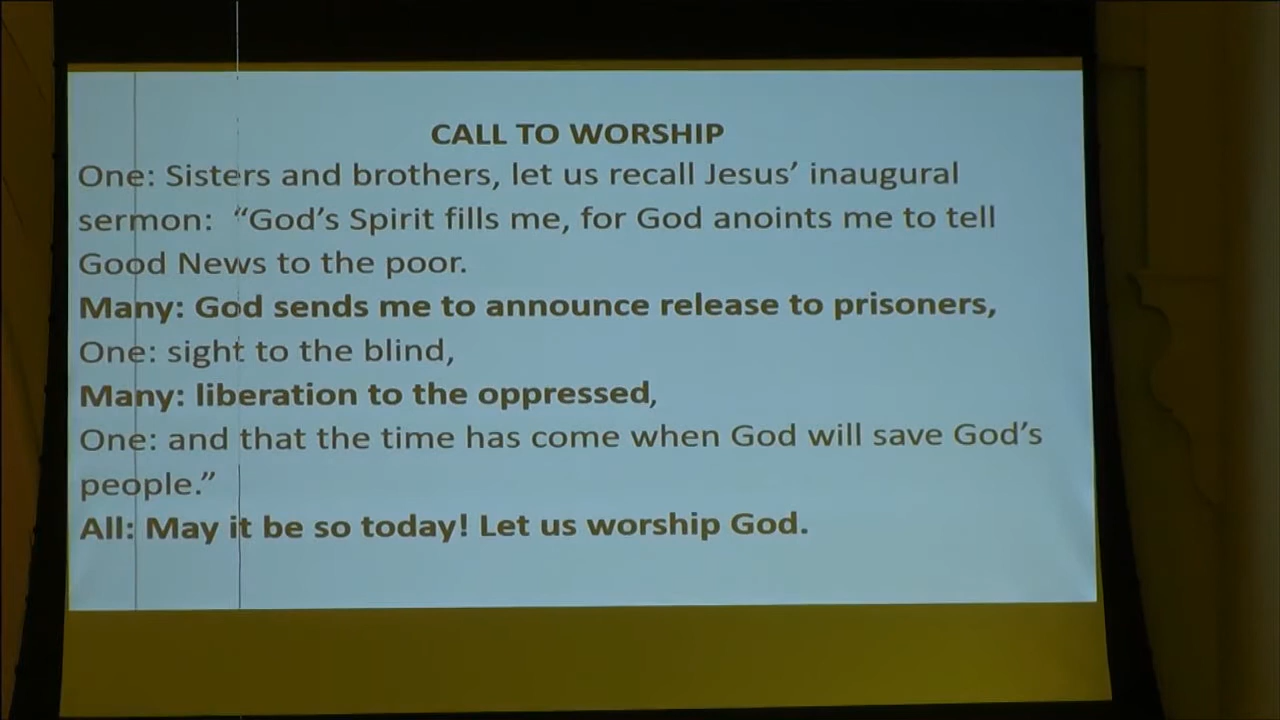 CALL TO WORSHIP
One: Sisters and brothers, let us recall Jesus’ inaugural
sermon:  “God’s Spirit fills me, for God anoints me to tell
Good News to the poor.
Many: God sends me to announce release to prisoners,
One: sight to the blind,
Many: liberation to the oppressed,
One: and that the time has come when God will save God’s
people.”
All: May it be so today! Let us worship God.